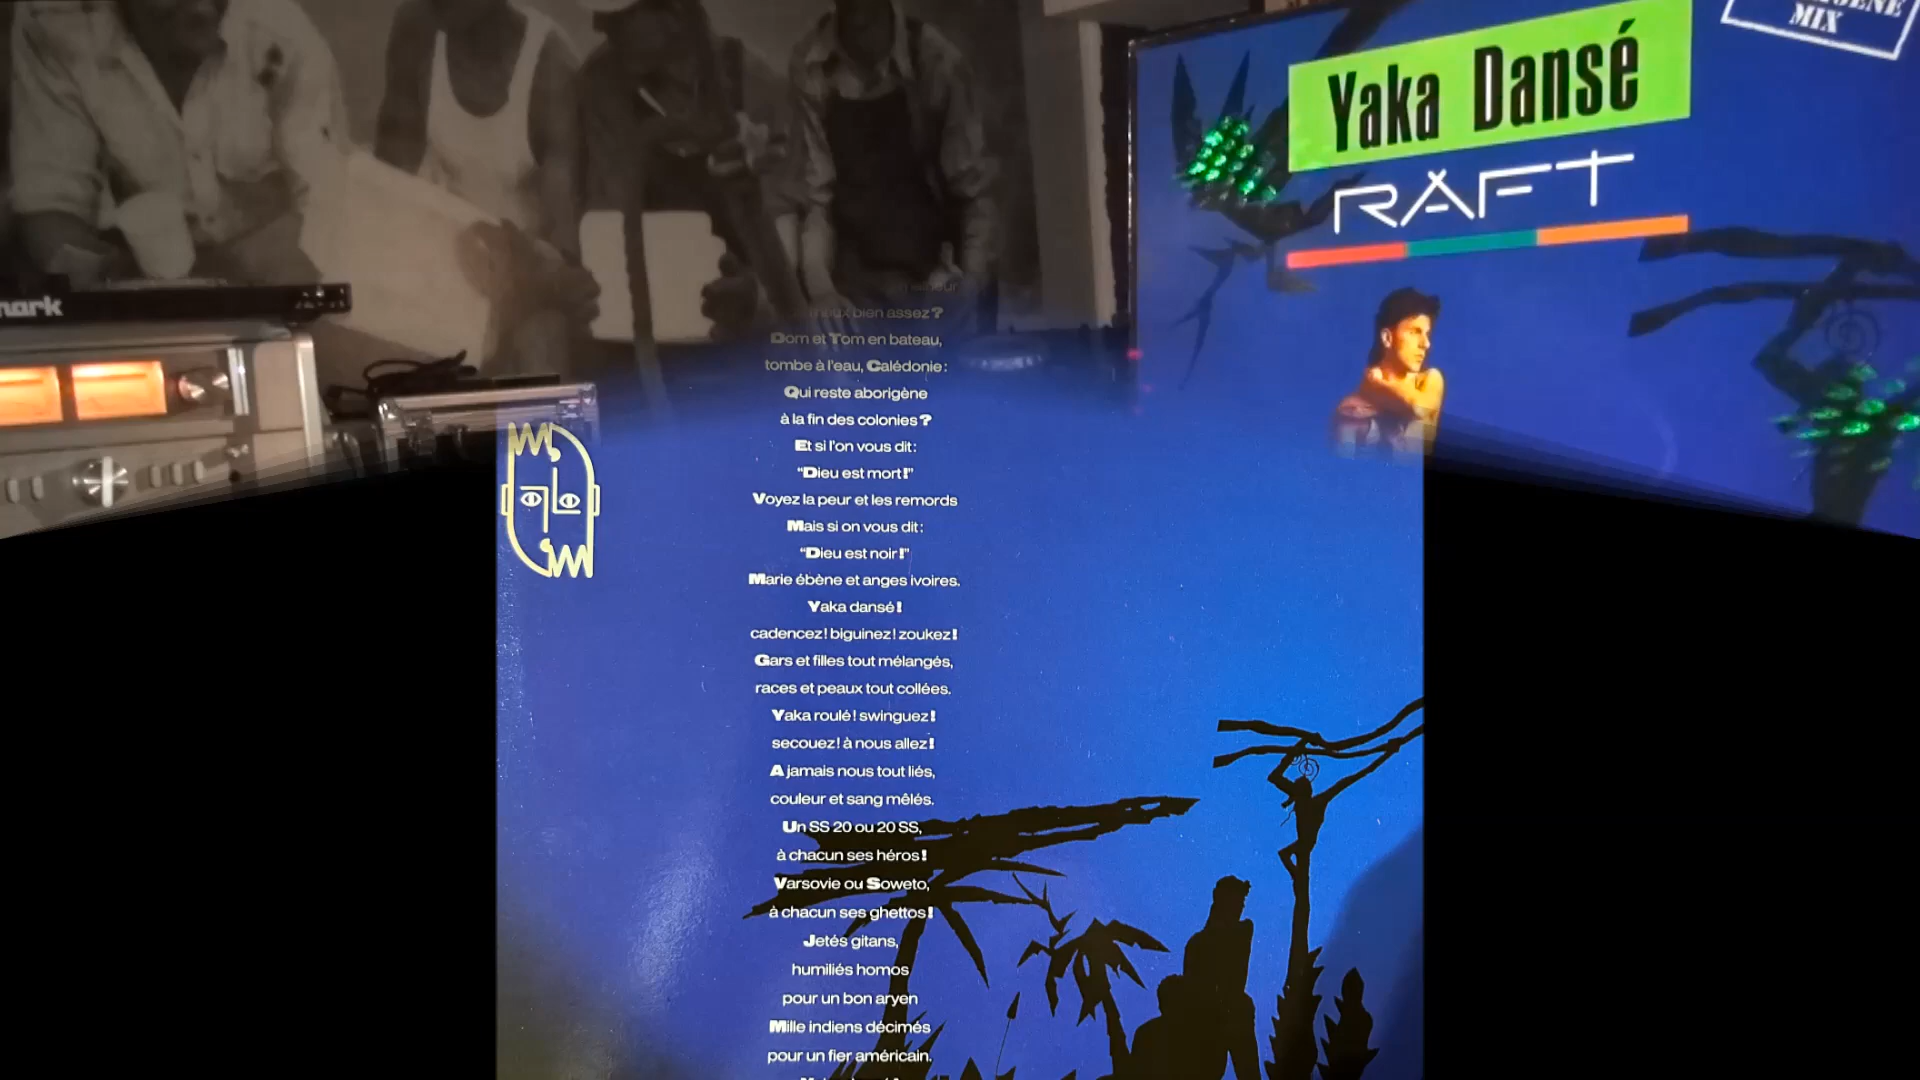 MIX
Yaka Dansé
RAFT
bien assez?
Dom et Tom en bateau,
tombe à l'eau, Calédonie:
Qui reste aborigène
à la fin des colonies?
Et si l'on vous dit:
"Dieu est mort!"
Voyez la peur et les remords
Mais si on vous dit:
"Dieu est noir!"
Marie ébène et anges ivoires.
Yaka dansé!
cadencez! biguinez! zoukez!
Gars et filles tout mélangés,
races et peaux tout collées.
Yaka roulé! swinguez!
secouez! à nous allez!
A jamais nous tout liés,
couleur et sang mêlés.
Un SS 20 ou 20 SS,
à chacun ses héros!
Varsovie ou Soweto,
à chacun ses ghettos!
Jetés gitans,
humiliés homos
pour un bon aryen
Mille indiens décimés
pour un fier américain.